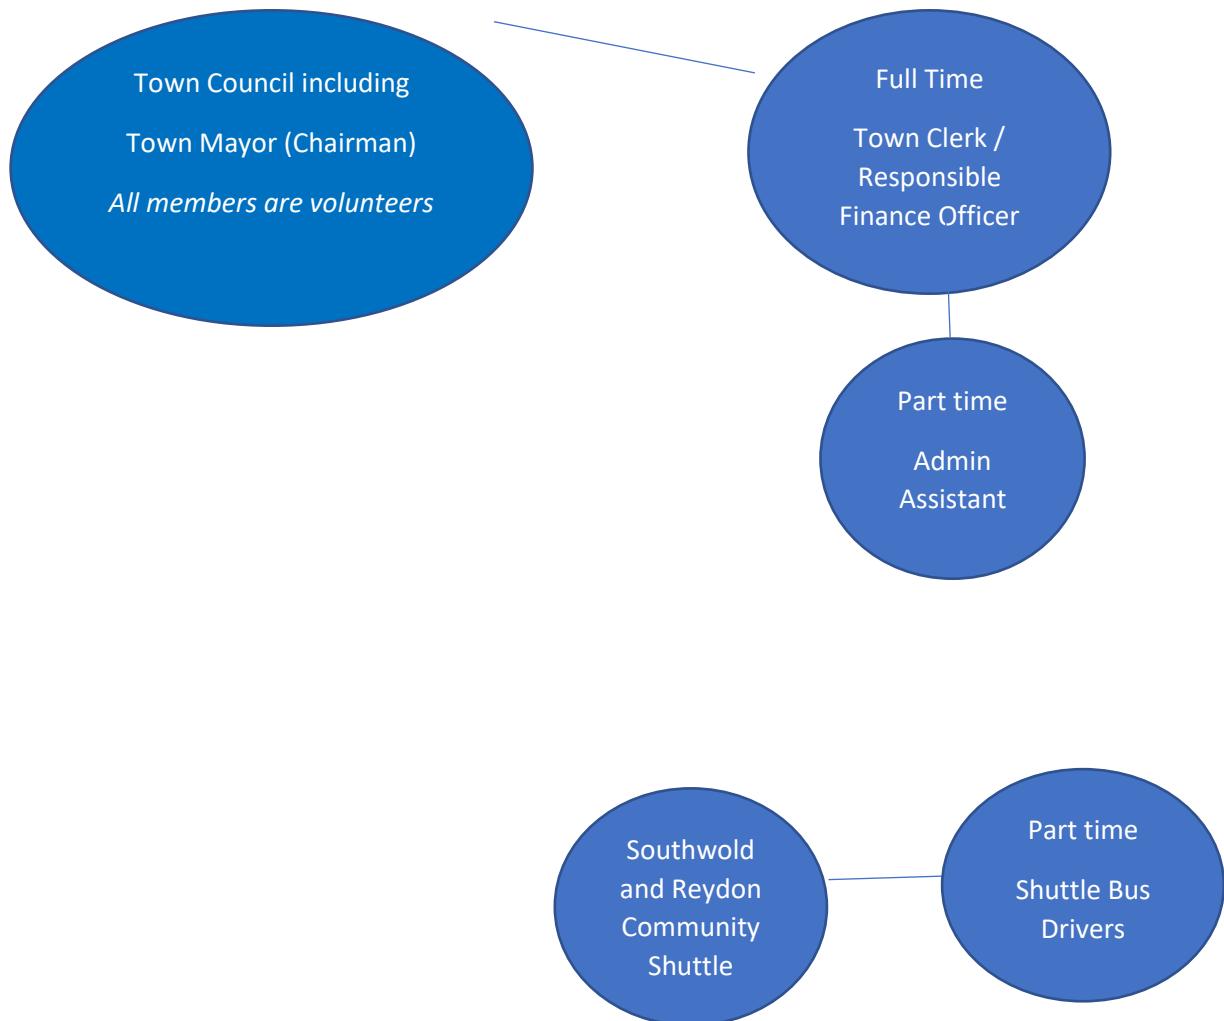 Town Council including
Town Mayor (Chairman)
All members are volunteers
Full Time
Town Clerk /
Responsible
Finance Officer
Part time
Admin
Assistant
Southwold
and Reydon
Community
Shuttle
Part time
Shuttle Bus
Drivers